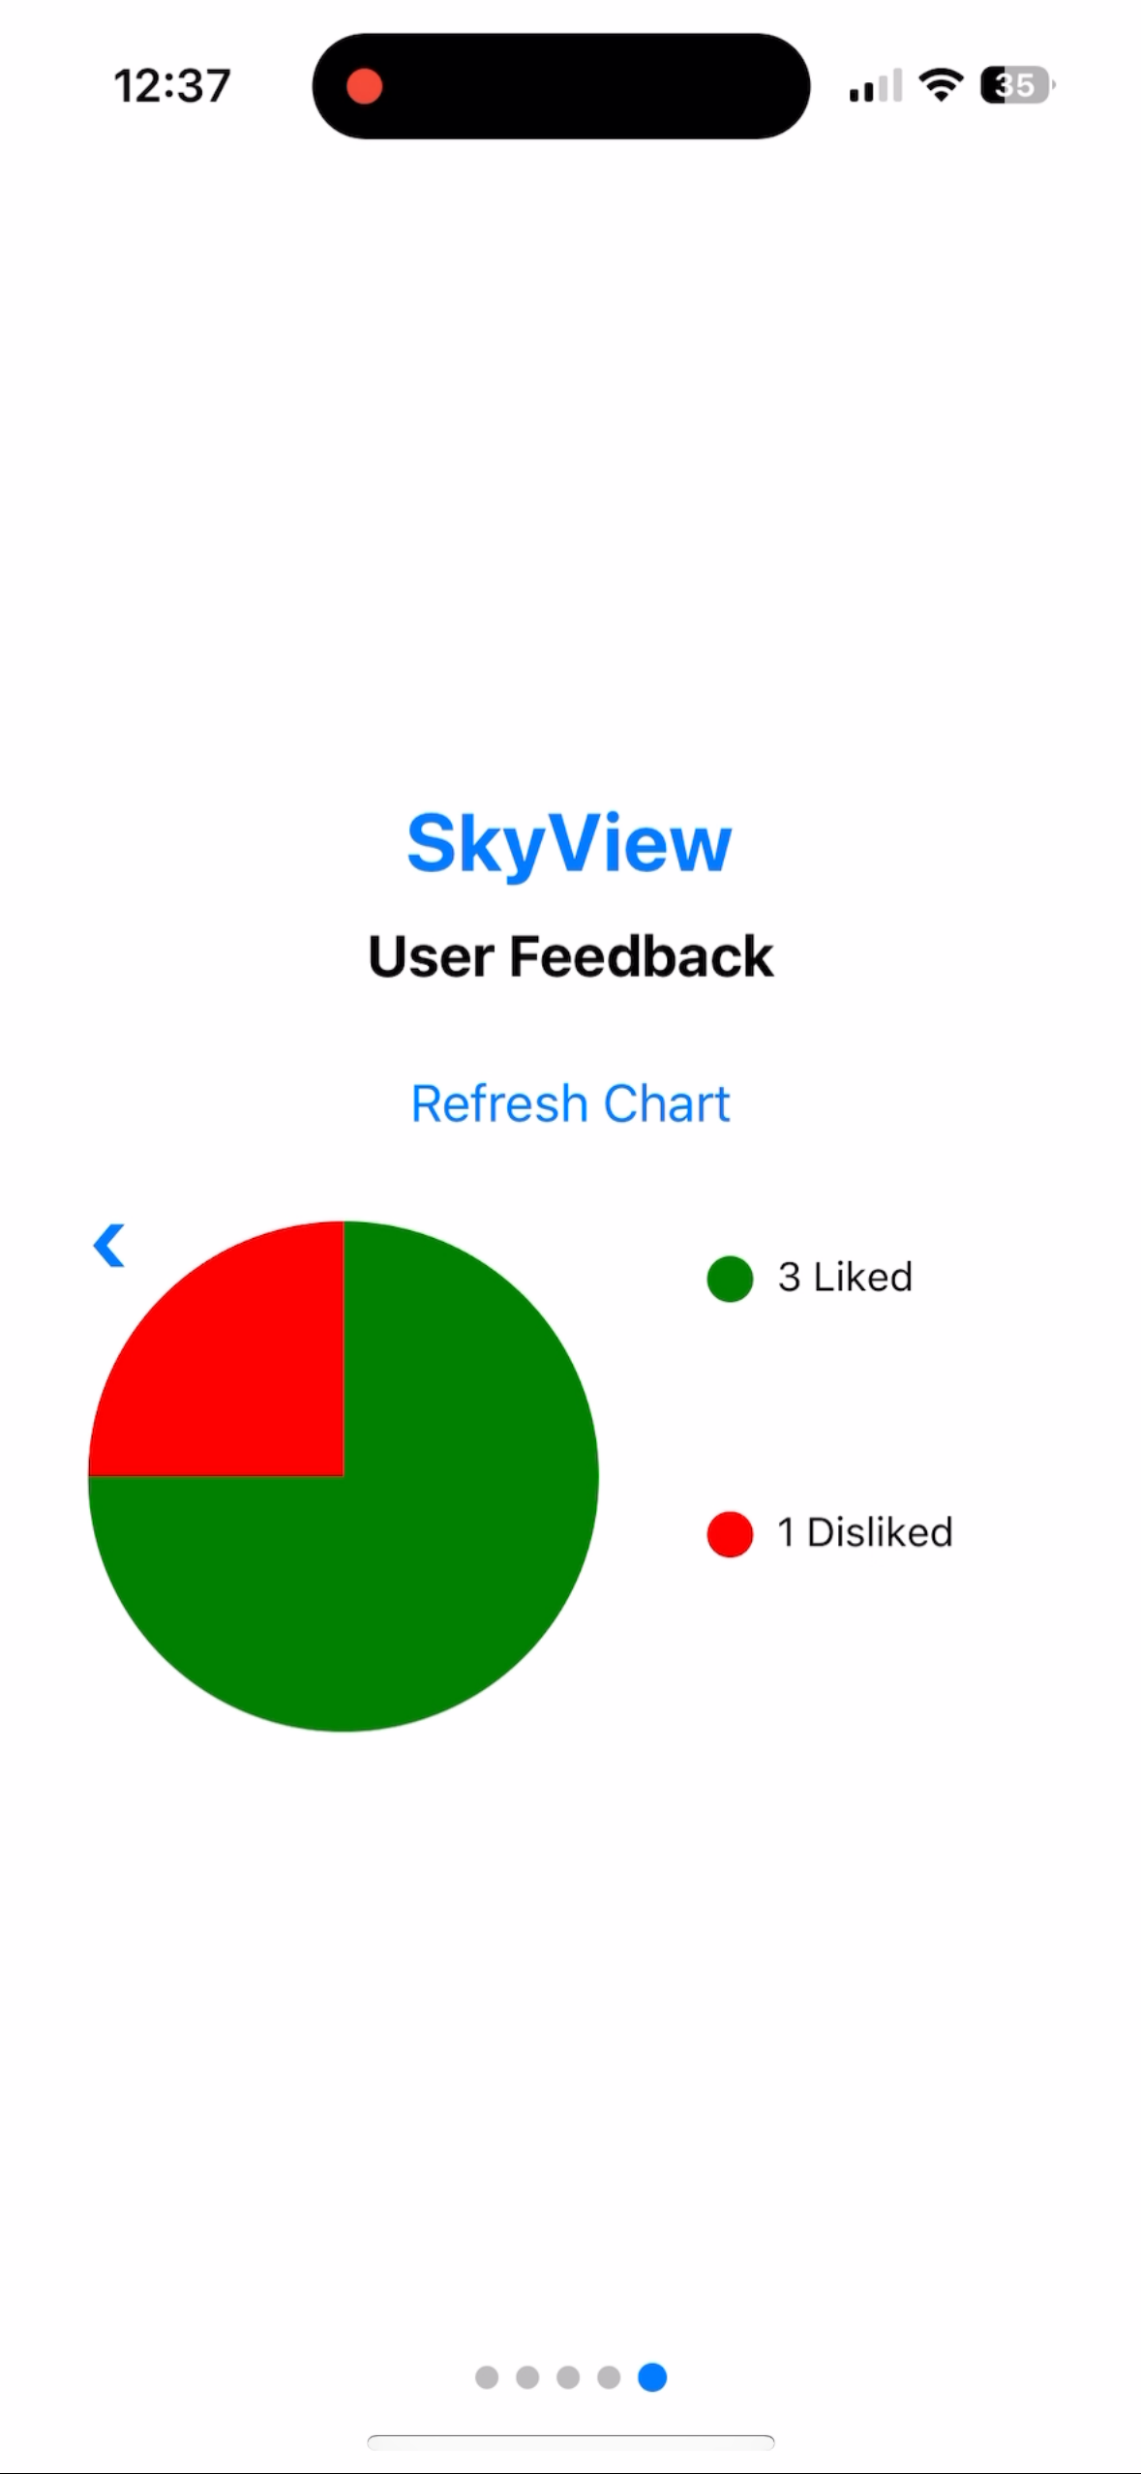 12:37
35
SkyView
User Feedback
Refresh Chart
3 Liked
1 Disliked